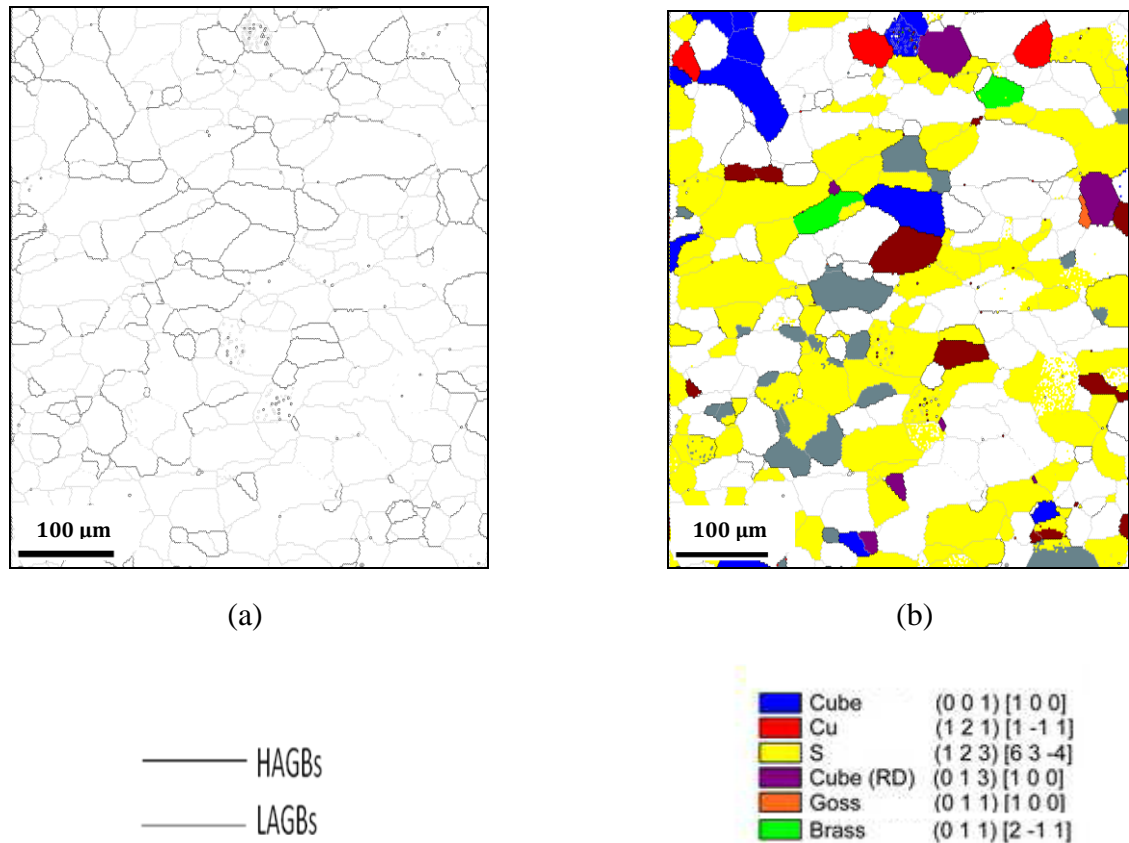 100 µm
100 µm
(a)
(b)
HAGBs
LAGBs
Cube (0 0 1) [1 0 0]
Cu (1 2 1) [1 -1 1]
S (1 2 3) [6 3 -4]
Cube (RD) (0 1 3) [1 0 0]
Goss (0 1 1) [1 0 0]
Brass (0 1 1) [2 -1 1]